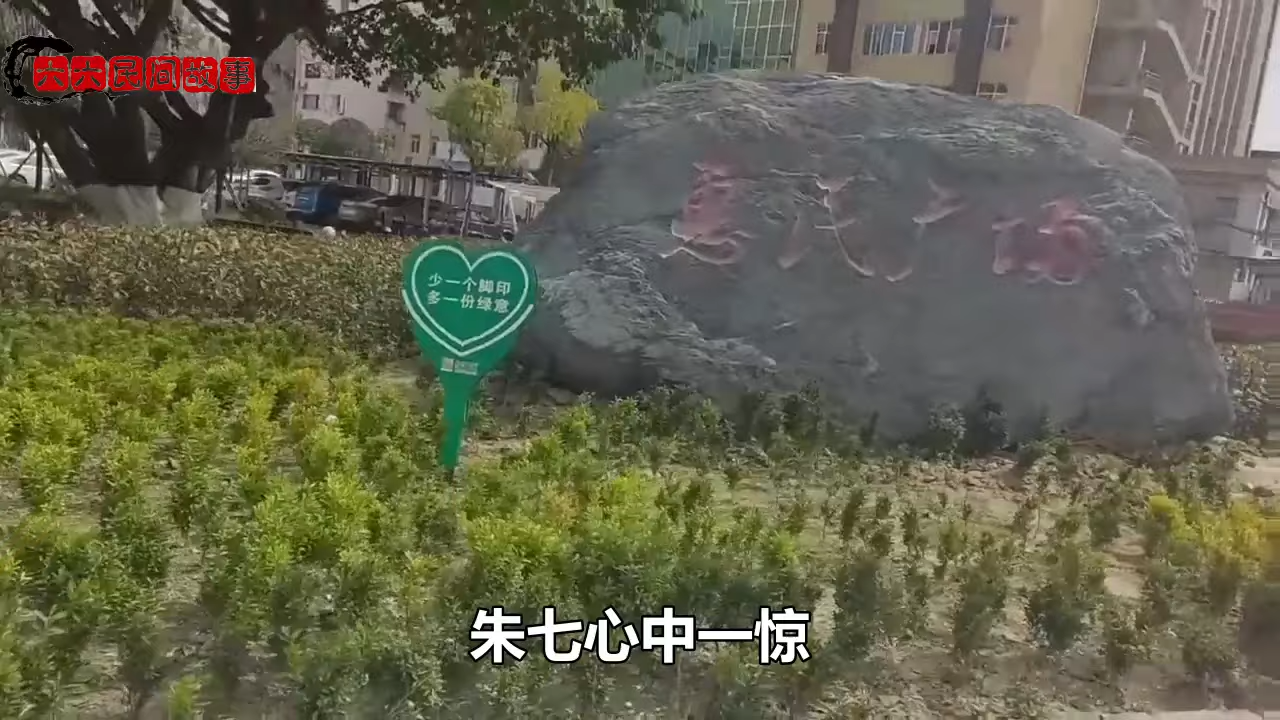 六六民间故事
少一个脚印
多一份绿意
朱七心中一惊